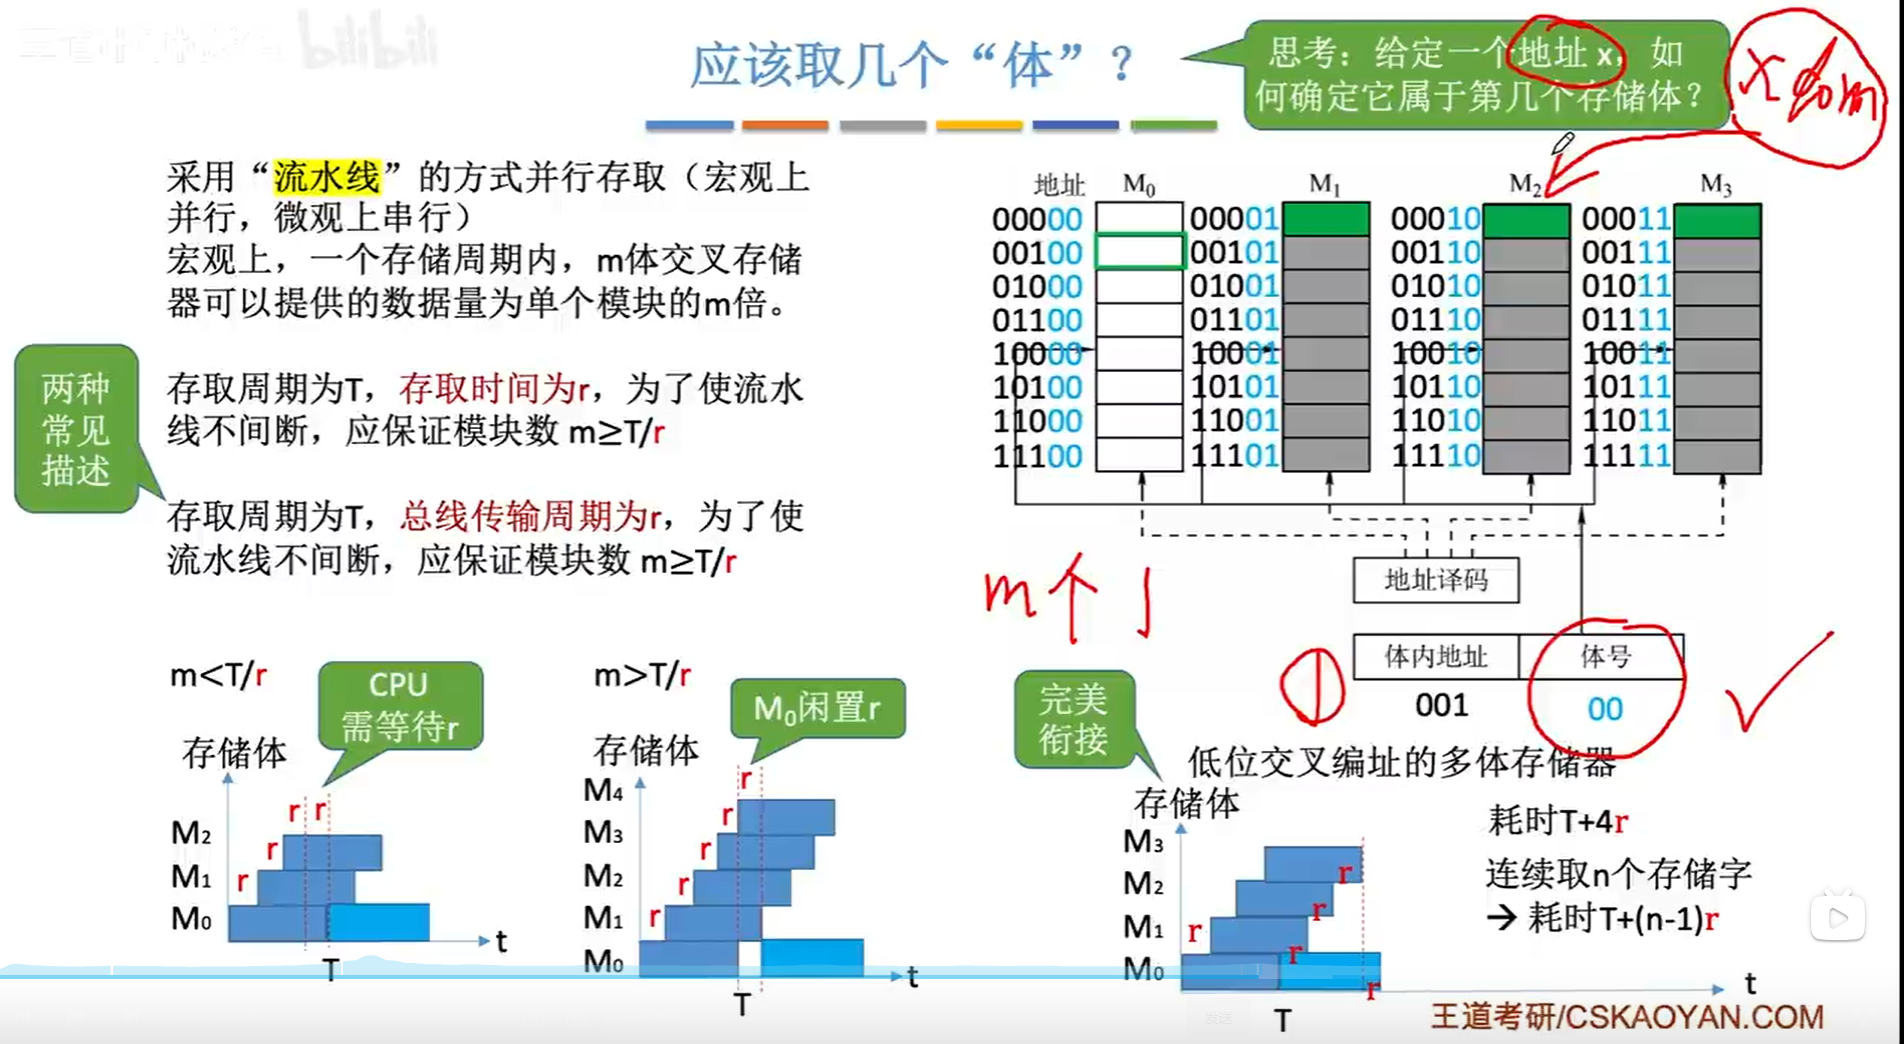 bilibili
应该取几个“体”？
思考：给定一个地址 x，如
何确定它属于第几个存储体？
x % m
采用“流水线”的方式并行存取（宏观上
并行，微观上串行）
宏观上，一个存储周期内，m体交叉存储
器可以提供的数据量为单个模块的m倍。
两种
常见
描述
存取周期为T，存取时间为r，为了使流水
线不间断，应保证模块数 m≥T/r
存取周期为T，总线传输周期为r，为了使
流水线不间断，应保证模块数 m≥T/r
地址 M0 M1 M2 M3
00000 00001 00010 00011
00100 00101 00110 00111
01000 01001 01010 01011
01100 01101 01110 01111
10000 10001 10010 10011
10100 10101 10110 10111
11000 11001 11010 11011
11100 11101 11110 11111
地址译码
m个
体内地址 体号
001 00
低位交叉编址的多体存储器
m<T/r
CPU
需等待r
存储体
r r
M2 r
M1 r
M0
t
T
m>T/r
M0闲置r
存储体
r
M4 r
M3 r
M2 r
M1 r
M0
t
T
完美
衔接
存储体
M3 r
M2 r
M1 r r
M0 r
t
T
耗时T+4r
连续取n个存储字
→ 耗时T+(n-1)r
王道考研/CSKAOYAN.COM